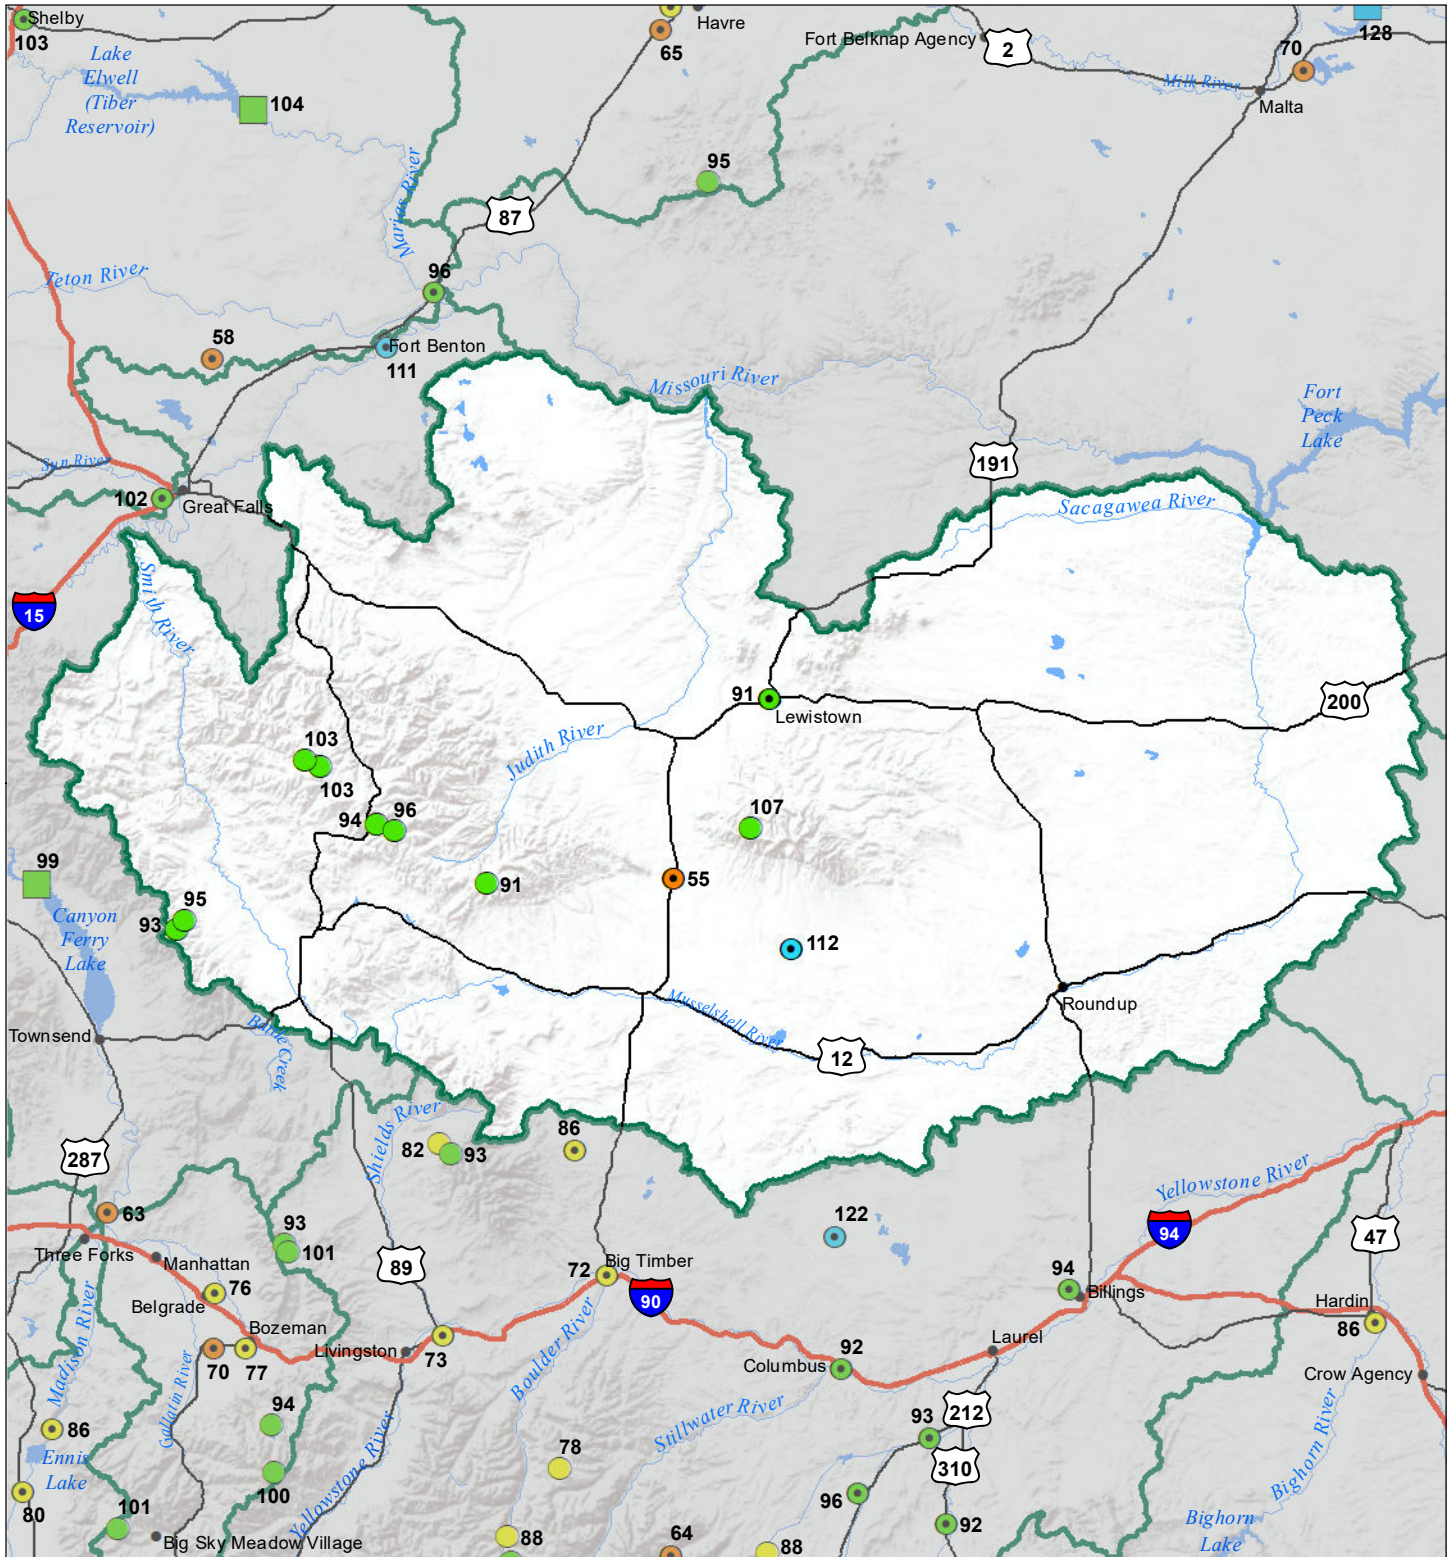 Shelby
103
Havre
65
Fort Belknap Agency
2
128
70
Lake
Elwell
(Tiber
Reservoir)
104
Milk River
Malta
Marias River
95
87
Teton River
96
58
Fort Benton
111
Missouri River
Fort
Peck
Lake
Sun River
191
102
Great Falls
Sacagawea River
Smith River
15
91
Lewistown
200
103
103
Judith River
94
96
107
99
91
55
95
93
Canyon
Ferry
Lake
112
Musselshell River
Roundup
Townsend
Battle Creek
12
Shields River
82
93
86
287
63
Three Forks
93
101
Manhattan
89
122
Yellowstone River
94
47
72
Big Timber
90
94
Billings
76
Belgrade
Bozeman
Hardin
86
Madison River
70
77
Livingston
73
Boulder River
92
Columbus
Laurel
Crow Agency
Gallatin River
94
86
Ennis
Lake
Stillwater River
212
93
310
78
Yellowstone River
100
80
101
96
92
Bighorn River
Bighorn
Lake
Big Sky Meadow Village
88
64
88